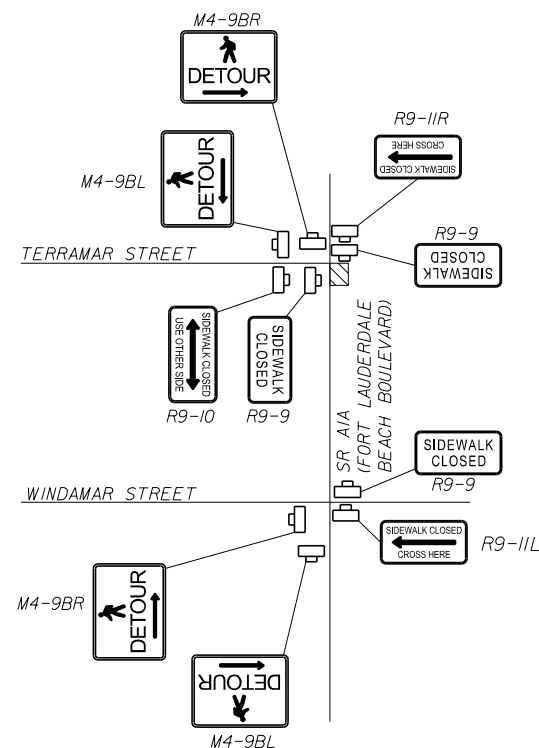 M4-9BR
DETOUR
R9-11R
SIDEWALK CLOSED
CROSS HERE
M4-9BL
DETOUR
R9-9
SIDEWALK
CLOSED
TERRAMAR STREET
SIDEWALK CLOSED
USE OTHER SIDE
R9-10
SIDEWALK
CLOSED
R9-9
SR A1A
(FORT LAUDERDALE
BEACH BOULEVARD)
SIDEWALK
CLOSED
R9-9
WINDAMAR STREET
SIDEWALK CLOSED
CROSS HERE
R9-11L
M4-9BR
DETOUR
DETOUR
M4-9BL